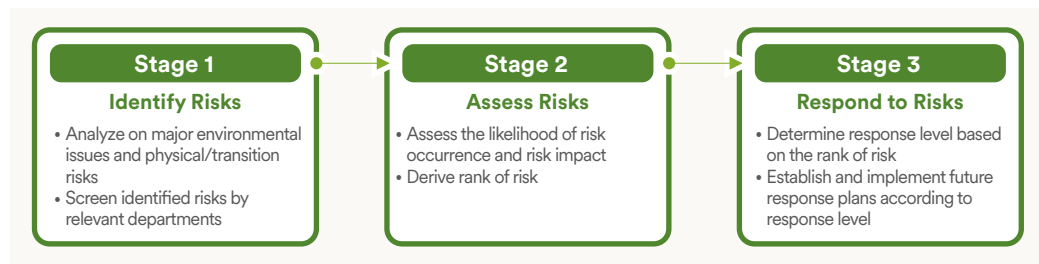 Stage 1
Identify Risks
• Analyze on major environmental
issues and physical/transition
risks
• Screen identified risks by
relevant departments
Stage 2
Assess Risks
• Assess the likelihood of risk
occurrence and risk impact
• Derive rank of risk
Stage 3
Respond to Risks
• Determine response level based
on the rank of risk
• Establish and implement future
response plans according to
response level